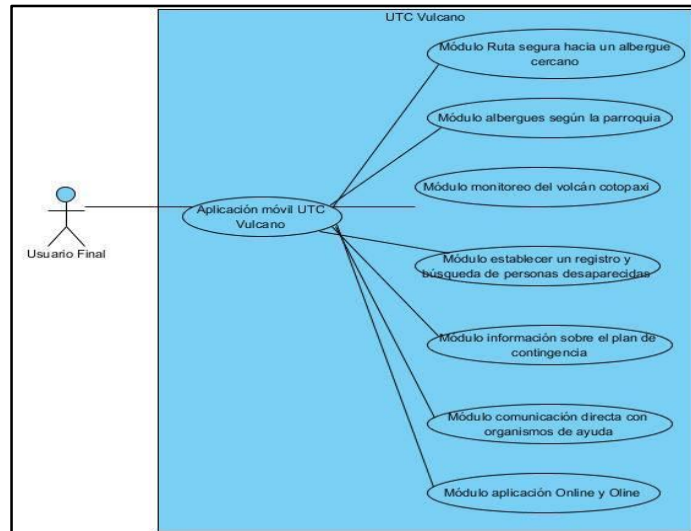 UTC Vulcano
Módulo Ruta segura hacia un albergue
cercano
Módulo albergues según la parroquia
Módulo monitoreo del volcán cotopaxi
Aplicación móvil UTC
Vulcano
Usuario Final
Módulo establecer un registro y
búsqueda de personas desaparecidas
Módulo información sobre el plan de
contingencia
Módulo comunicación directa con
organismos de ayuda
Módulo aplicación Online y Oline